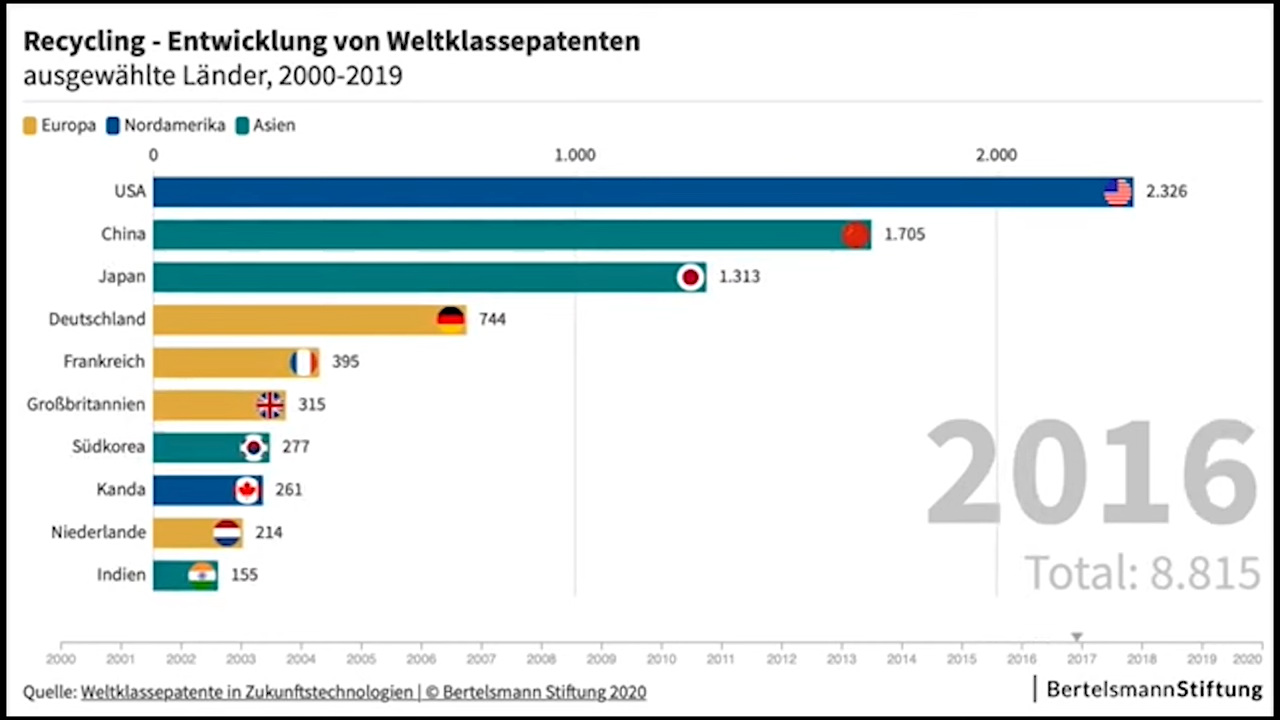 Recycling - Entwicklung von Weltklassepatenten
ausgewählte Länder, 2000-2019
Europa Nordamerika Asien
0 1.000 2.000
USA 2.326
China 1.705
Japan 1.313
Deutschland 744
Frankreich 395
Großbritannien 315
Südkorea 277
Kanda 261
Niederlande 214
Indien 155
2016
Total: 8.815
2000 2001 2002 2003 2004 2005 2006 2007 2008 2009 2010 2011 2012 2013 2014 2015 2016 2017 2018 2019 2020
Quelle: Weltklassepatente in Zukunftstechnologien | © Bertelsmann Stiftung 2020
BertelsmannStiftung